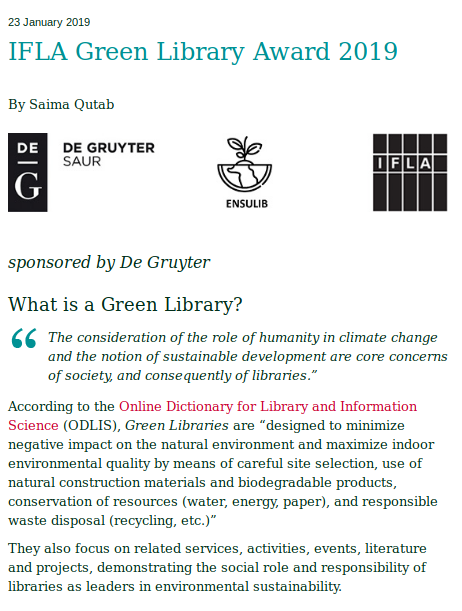 23 January 2019
IFLA Green Library Award 2019
By Saima Qutab
DE
G
DE GRUYTER
SAUR
ENSULIB
IFLA
sponsored by De Gruyter
What is a Green Library?
“ The consideration of the role of humanity in climate change
and the notion of sustainable development are core concerns
of society, and consequently of libraries.”
According to the Online Dictionary for Library and Information
Science (ODLIS), Green Libraries are “designed to minimize
negative impact on the natural environment and maximize indoor
environmental quality by means of careful site selection, use of
natural construction materials and biodegradable products,
conservation of resources (water, energy, paper), and responsible
waste disposal (recycling, etc.)”
They also focus on related services, activities, events, literature
and projects, demonstrating the social role and responsibility of
libraries as leaders in environmental sustainability.